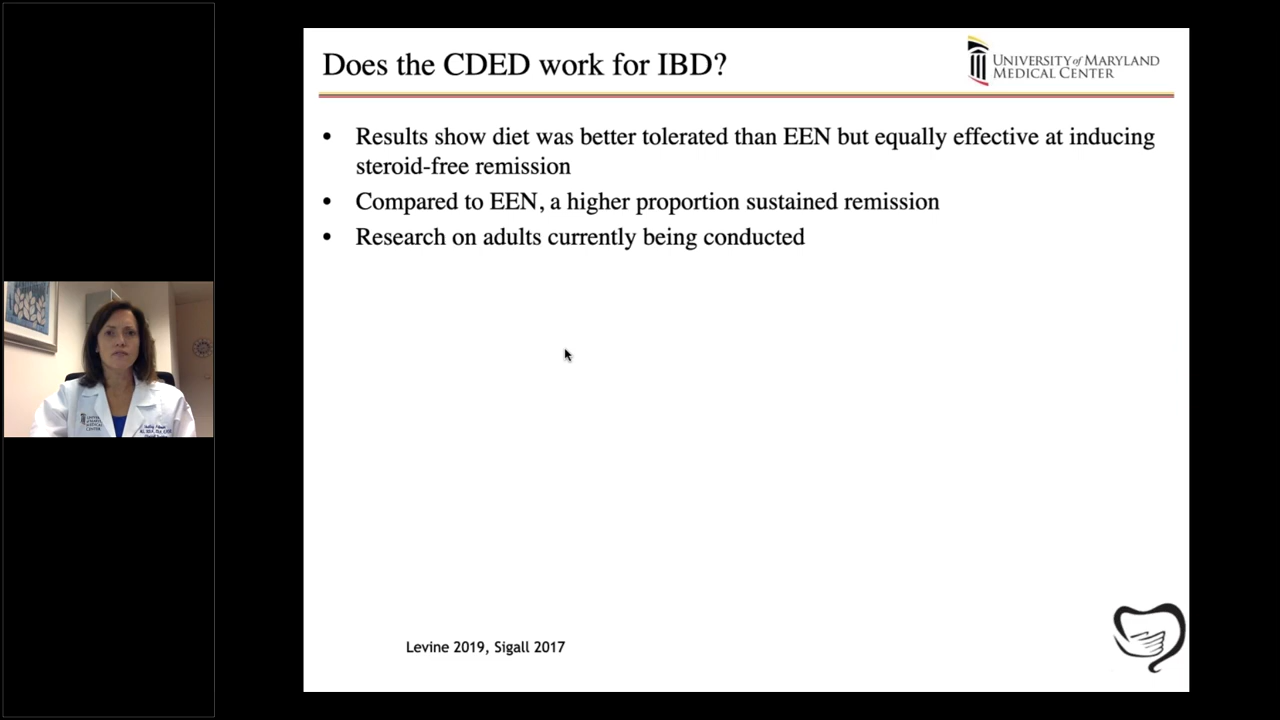 Does the CDED work for IBD?
UNIVERSITY of MARYLAND
MEDICAL CENTER
• Results show diet was better tolerated than EEN but equally effective at inducing
steroid-free remission
• Compared to EEN, a higher proportion sustained remission
• Research on adults currently being conducted
MEDICAL
CENTER
Levine 2019, Sigall 2017